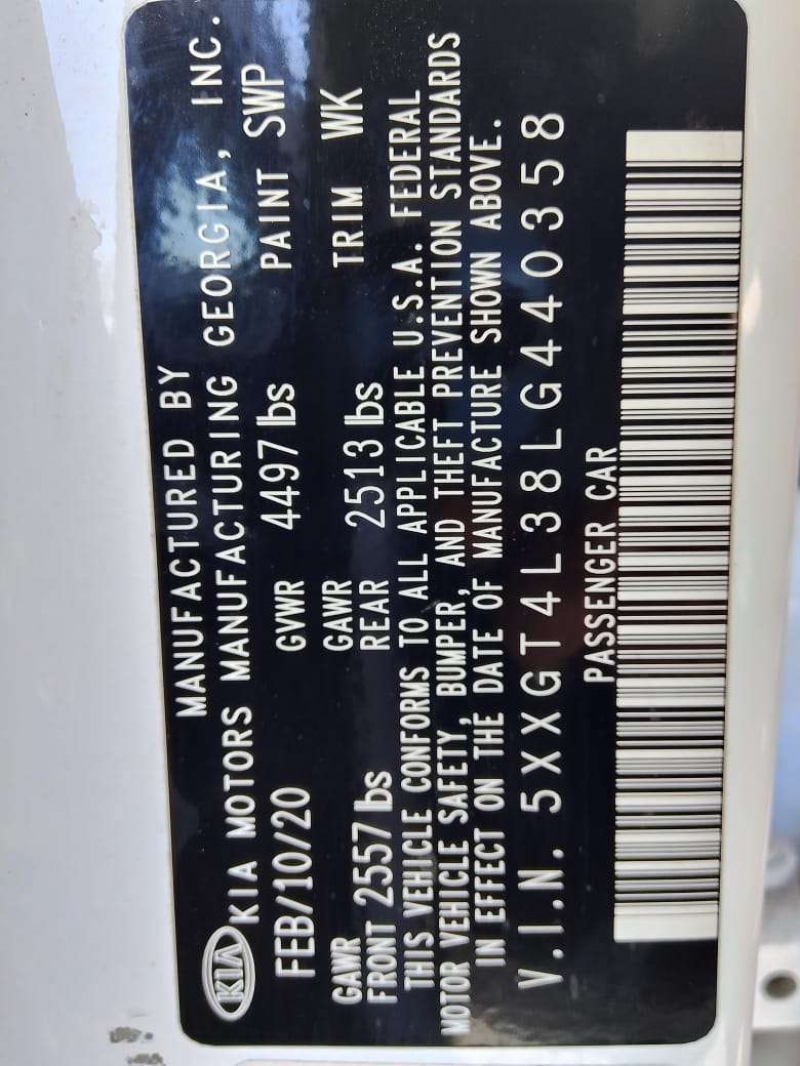 MANUFACTURED BY
KIA KIA MOTORS MANUFACTURING GEORGIA, INC.
FEB/10/20 GVWR 4497 lbs PAINT SWP
GAWR GAWR
FRONT 2557 lbs REAR 2513 lbs TRIM WK
THIS VEHICLE CONFORMS TO ALL APPLICABLE U.S.A. FEDERAL
MOTOR VEHICLE SAFETY, BUMPER, AND THEFT PREVENTION STANDARDS
IN EFFECT ON THE DATE OF MANUFACTURE SHOWN ABOVE.
V.I.N. 5XXGT4L38LG440358
PASSENGER CAR